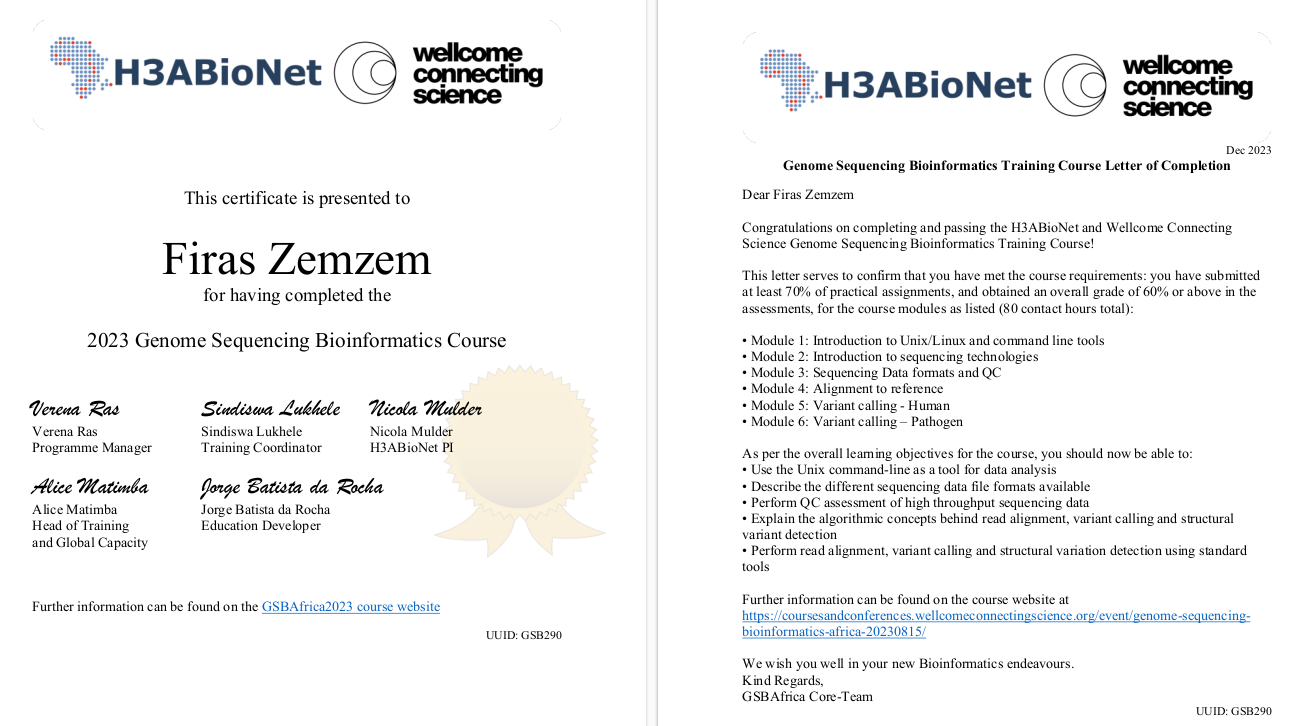 H3ABioNet
wellcome
connecting
science
This certificate is presented to
Firas Zemzem
for having completed the
2023 Genome Sequencing Bioinformatics Course
Verena Ras
Sindiswa Lukhele
Nicola Mulder
Verena Ras
Programme Manager
Sindiswa Lukhele
Training Coordinator
Nicola Mulder
H3ABioNet PI
Alice Matimba
Jorge Batista da Rocha
Alice Matimba
Head of Training
and Global Capacity
Jorge Batista da Rocha
Education Developer
Further information can be found on the GSBAfrica2023 course website
UUID: GSB290
H3ABioNet
wellcome
connecting
science
Dec 2023
Genome Sequencing Bioinformatics Training Course Letter of Completion
Dear Firas Zemzem
Congratulations on completing and passing the H3ABioNet and Wellcome Connecting
Science Genome Sequencing Bioinformatics Training Course!
This letter serves to confirm that you have met the course requirements: you have submitted
at least 70% of practical assignments, and obtained an overall grade of 60% or above in the
assessments, for the course modules as listed (80 contact hours total):
• Module 1: Introduction to Unix/Linux and command line tools
• Module 2: Introduction to sequencing technologies
• Module 3: Sequencing Data formats and QC
• Module 4: Alignment to reference
• Module 5: Variant calling - Human
• Module 6: Variant calling – Pathogen
As per the overall learning objectives for the course, you should now be able to:
• Use the Unix command-line as a tool for data analysis
• Describe the different sequencing data file formats available
• Perform QC assessment of high throughput sequencing data
• Explain the algorithmic concepts behind read alignment, variant calling and structural
variant detection
• Perform read alignment, variant calling and structural variation detection using standard
tools
Further information can be found on the course website at
https://coursesandconferences.wellcomeconnectingscience.org/event/genome-sequencing-
bioinformatics-africa-20230815/
We wish you well in your new Bioinformatics endeavours.
Kind Regards,
GSBAfrica Core-Team
UUID: GSB290